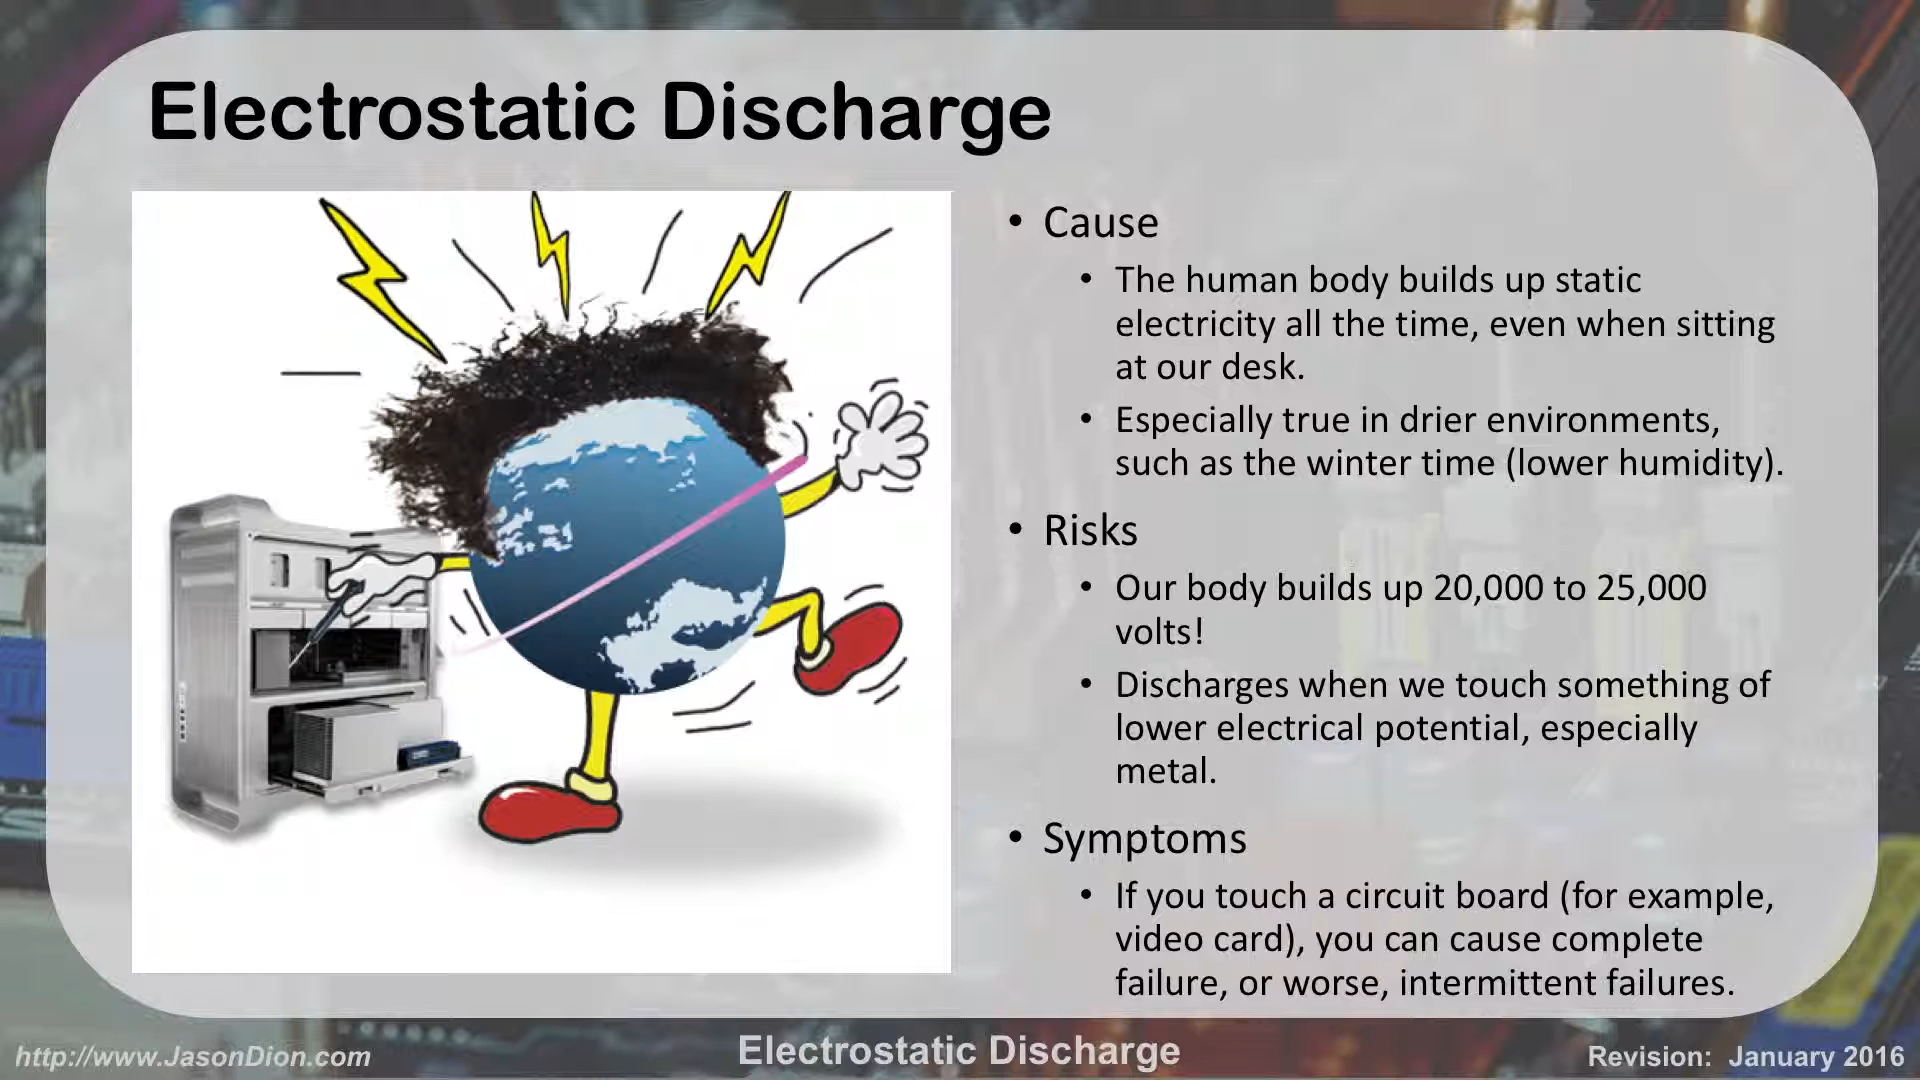 Electrostatic Discharge
• Cause
• The human body builds up static
electricity all the time, even when sitting
at our desk.
• Especially true in drier environments,
such as the winter time (lower humidity).
• Risks
• Our body builds up 20,000 to 25,000
volts!
• Discharges when we touch something of
lower electrical potential, especially
metal.
• Symptoms
• If you touch a circuit board (for example,
video card), you can cause complete
failure, or worse, intermittent failures.
http://www.JasonDion.com
Electrostatic Discharge
Revision: January 2016